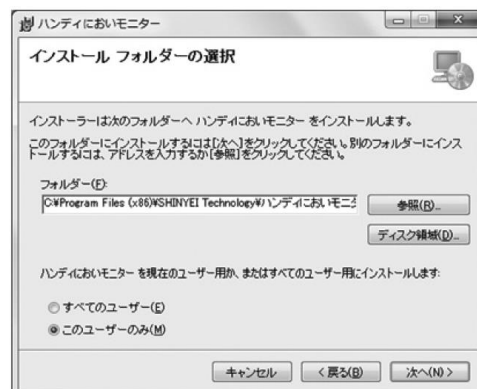 ハンディにおいモニター
インストール フォルダーの選択
インストーラーは次のフォルダーへ ハンディにおいモニター をインストールします。
このフォルダーにインストールするには[次へ]をクリックしてください。別のフォルダーにインス
トールするには、アドレスを入力するか[参照]をクリックしてください。
フォルダー(F):
C:¥Program Files (x86)¥SHINYEI Technology¥ハンディにおいモニタ
参照(R)...
ディスク領域(D)...
ハンディにおいモニター を現在のユーザー用か、またはすべてのユーザー用にインストールします:
すべてのユーザー(E)
このユーザーのみ(M)
キャンセル
< 戻る(B)
次へ(N) >